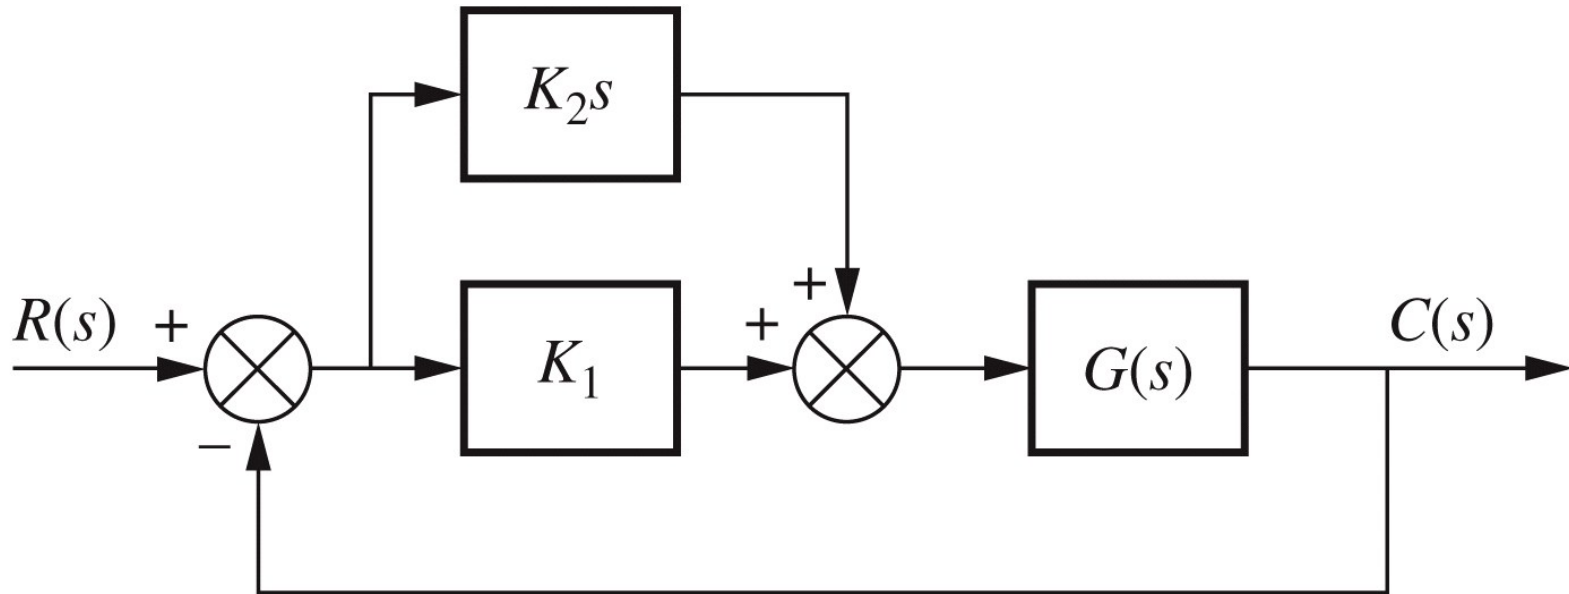 K₂s
+
R(s) + K₁ + G(s) C(s)
−